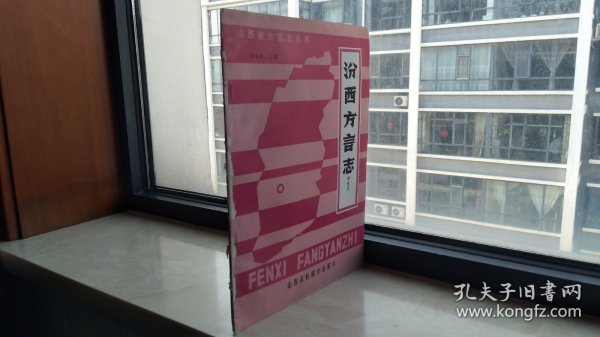 山西省方言志丛书
汾西方言志
FENXI FANGYANZHI
山西高校联合出版社
孔夫子旧书网
www.kongfz.com